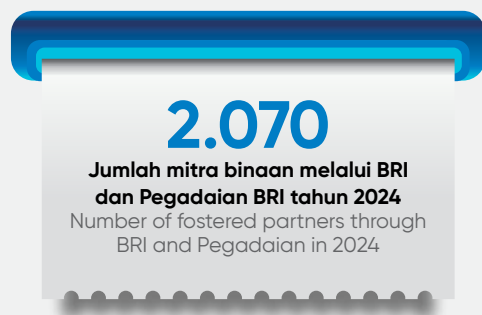 2.070
Jumlah mitra binaan melalui BRI
dan Pegadaian BRI tahun 2024
Number of fostered partners through
BRI and Pegadaian in 2024